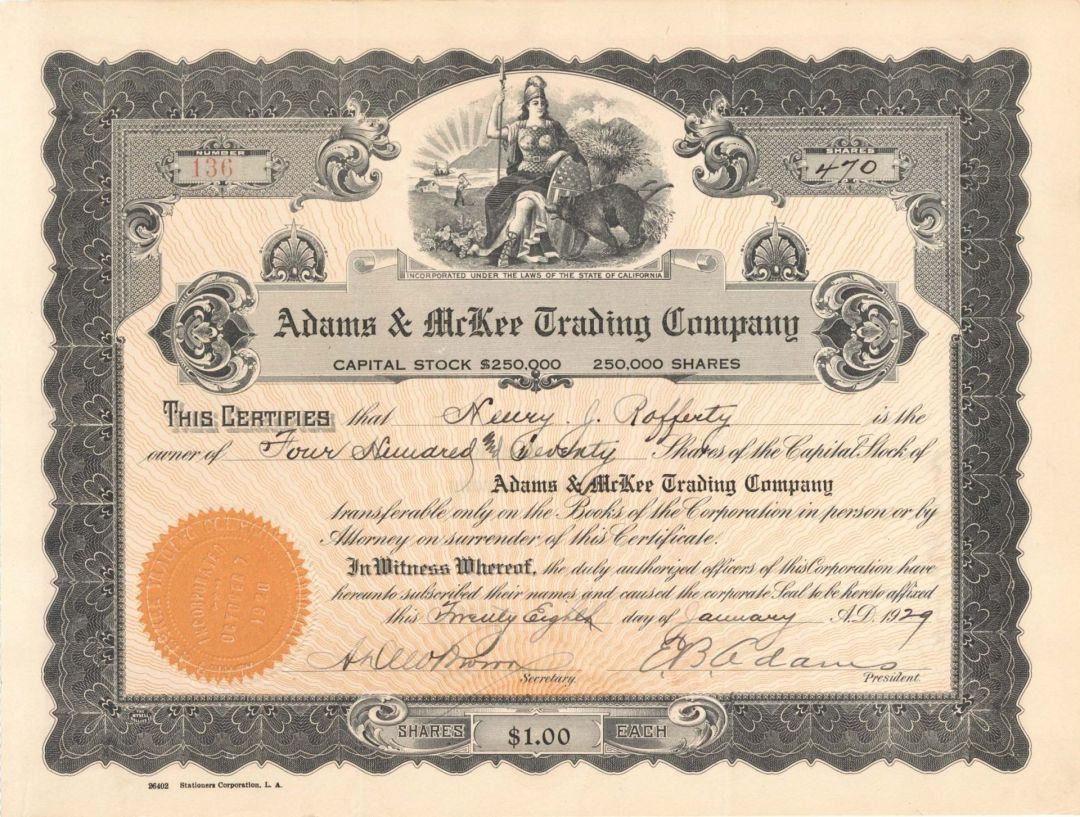 NUMBER
136
SHARES
470
INCORPORATED UNDER THE LAWS OF THE STATE OF CALIFORNIA
Adams & McKee Trading Company
CAPITAL STOCK $250,000 250,000 SHARES
THIS CERTIFIES that Henry J. Rafferty is the
owner of Four Hundred and Seventy Shares of the Capital Stock of
Adams & McKee Trading Company
transferable only on the Books of the Corporation in person or by
Attorney on surrender of this Certificate.
In Witness Whereof, the duly authorized officers of this Corporation have
hereunto subscribed their names and caused the corporate Seal to be hereto affixed
this Twenty Eighth day of January A.D. 1929
Brown E.B. Adams
Secretary. President.
INCORPORATED
OCTOBER
SHARES $1.00 EACH
26402 Stationers Corporation, L. A.